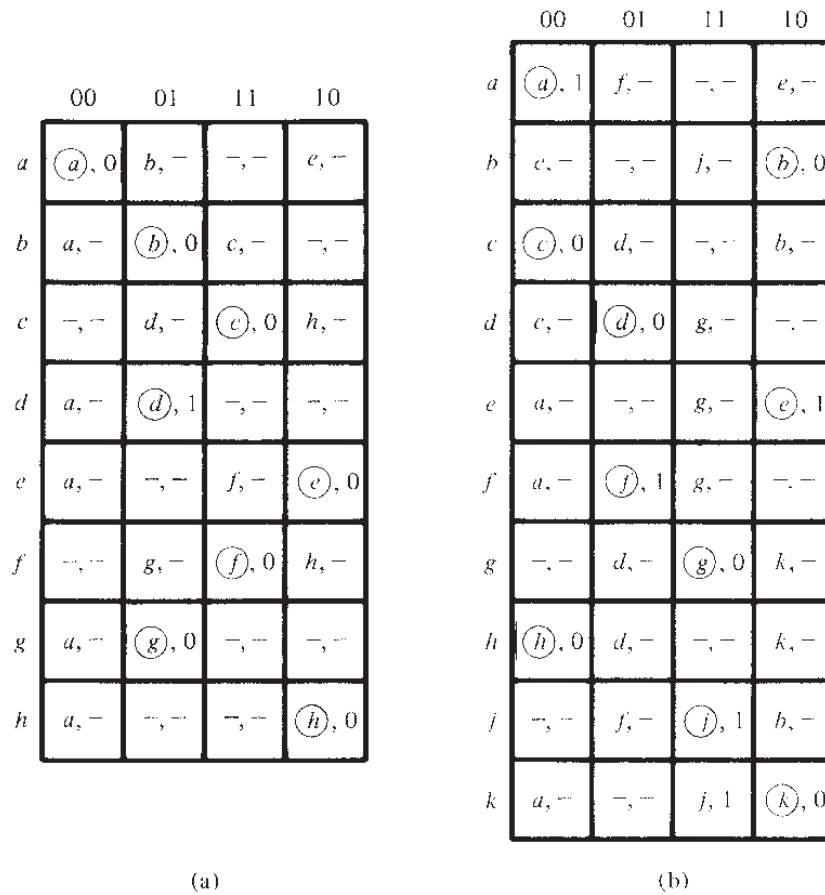 00 01 11 10
a (a), 0 b, − −, − e, −
b a, − (b), 0 c, − −, −
c −, − d, − (c), 0 h, −
d a, − (d), 1 −, − −, −
e a, − −, − f, − (e), 0
f −, − g, − (f), 0 h, −
g a, − (g), 0 −, − −, −
h a, − −, − −, − (h), 0
(a)
00 01 11 10
a (a), 1 f, − −, − e, −
b c, − −, − j, − (b), 0
c (c), 0 d, − −, − b, −
d c, − (d), 0 g, − −, −
e a, − −, − g, − (e), 1
f a, − (f), 1 g, − −, −
g −, − d, − (g), 0 k, −
h (h), 0 d, − −, − k, −
j −, − f, − (j), 1 b, −
k a, − −, − j, 1 (k), 0
(b)